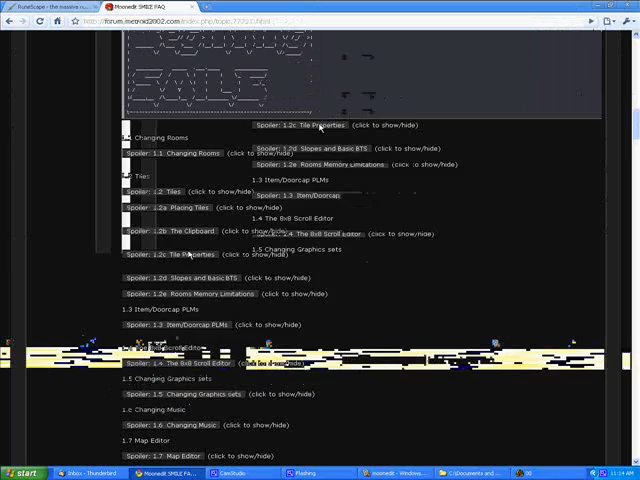 RuneScape - the massive o
Moonedit SMILE FAQ
http://forum.metroid2002.com/index.php/topic,7772
Spoiler: 1.2c Tile Properties (click to show/hide)
Changing Rooms
Spoiler: 1.2d Slopes and Basic BTS (click to show/hide)
Spoiler: 1.1 Changing Rooms (click to show/hide)
Spoiler: 1.2e Rooms Memory Limitations (click to show/hide)
Tiles
1.3 Item/Doorcap PLMs
Spoiler: 1.2 Tiles (click to show/hide)
Spoiler: 1.3 Item/Doorcap
Spoiler: 1.2a Placing Tiles (click to show/hide)
1.4 The 8x8 Scroll Editor
Spoiler: 1.2b The Clipboard (click to show/hide)
1.4 The 8x8 Scroll Editor (click to show/hide)
1.5 Changing Graphics sets
Spoiler: 1.2c Tile Properties (click to show/hide)
Spoiler: 1.2d Slopes and Basic BTS (click to show/hide)
Spoiler: 1.2e Rooms Memory Limitations (click to show/hide)
1.3 Item/Doorcap PLMs
Spoiler: 1.3 Item/Doorcap PLMs (click to show/hide)
The 8x8 Scroll Editor
Spoiler: 1.4 The 8x8 Scroll Editor
1.5 Changing Graphics sets
Spoiler: 1.5 Changing Graphics sets (click to show/hide)
Changing Music
Spoiler: 1.6 Changing Music (click to show/hide)
1.7 Map Editor
Spoiler: 1.7 Map Editor (click to show/hide)
start
Inbox - Thunderbird
Moonedit SMILE FAQ
CamStudio
Flashing
moonedit - Windows
C:\Documents and
00
11:14 AM